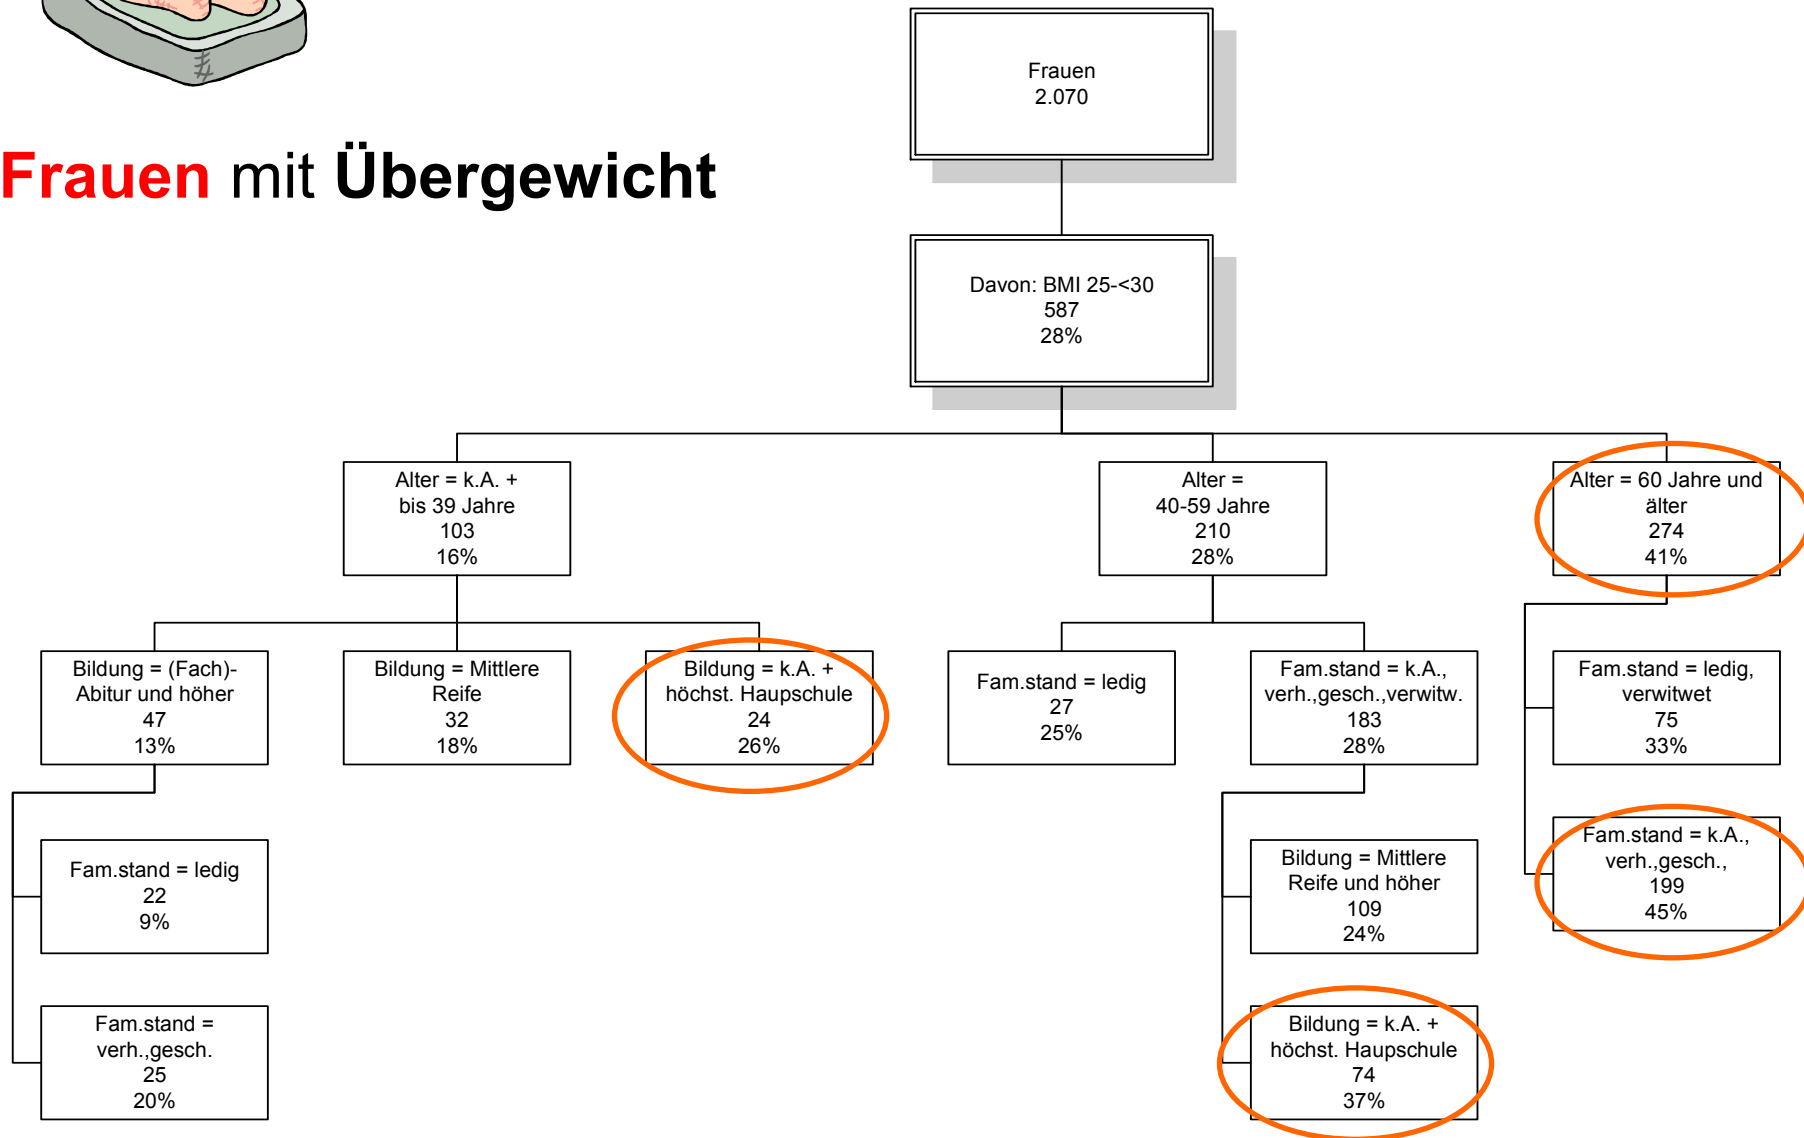 Frauen
2.070
Frauen mit Übergewicht
Davon: BMI 25-<30
587
28%
Alter = k.A. +
bis 39 Jahre
103
16%
Alter =
40-59 Jahre
210
28%
Alter = 60 Jahre und
älter
274
41%
Bildung = (Fach)-
Abitur und höher
47
13%
Bildung = Mittlere
Reife
32
18%
Bildung = k.A. +
höchst. Haupschule
24
26%
Fam.stand = ledig
27
25%
Fam.stand = k.A.,
verh.,gesch.,verwitw.
183
28%
Fam.stand = ledig,
verwitwet
75
33%
Fam.stand = ledig
22
9%
Bildung = Mittlere
Reife und höher
109
24%
Fam.stand = k.A.,
verh.,gesch.,
199
45%
Fam.stand =
verh.,gesch.
25
20%
Bildung = k.A. +
höchst. Haupschule
74
37%